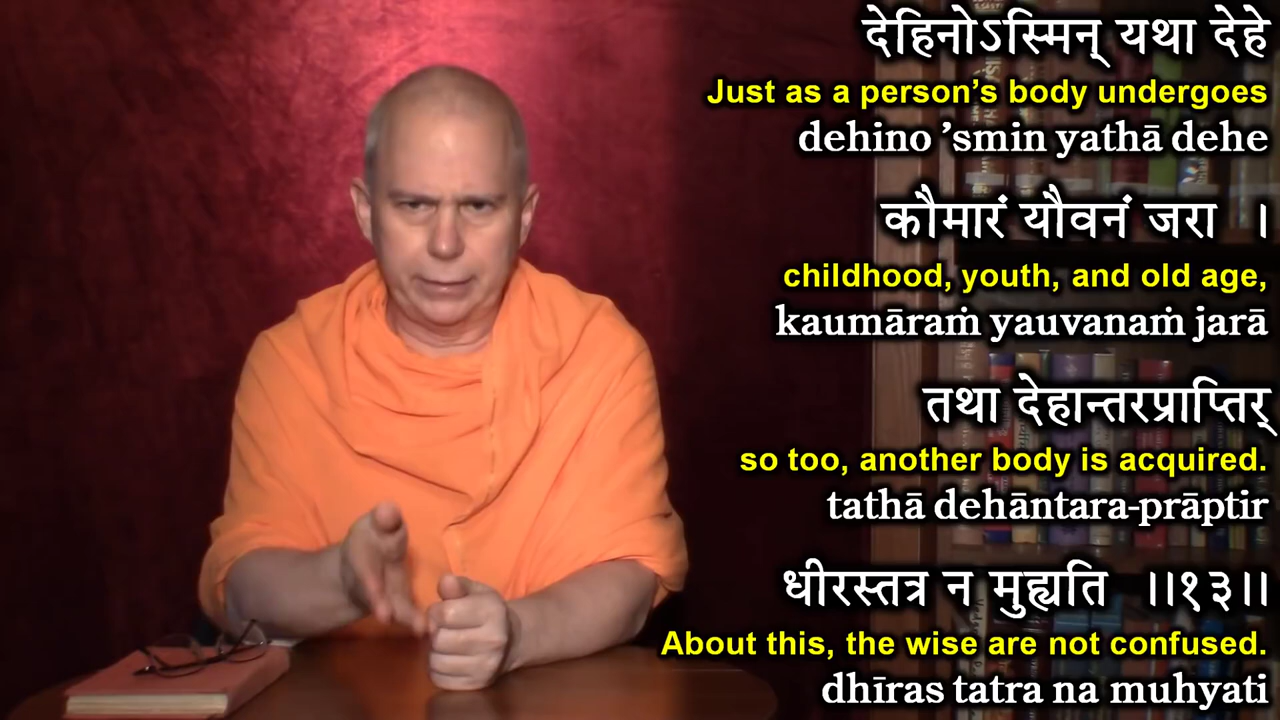 देहिनोऽस्मिन् यथा देहे
Just as a person’s body undergoes
dehino ’smin yathā dehe
कौमारं यौवनं जरा ।
childhood, youth, and old age,
kaumāraṁ yauvanaṁ jarā
तथा देहान्तरप्राप्तिर्
so too, another body is acquired.
tathā dehāntara-prāptir
धीरस्तत्र न मुह्यति ।।१३।।
About this, the wise are not confused.
dhīras tatra na muhyati